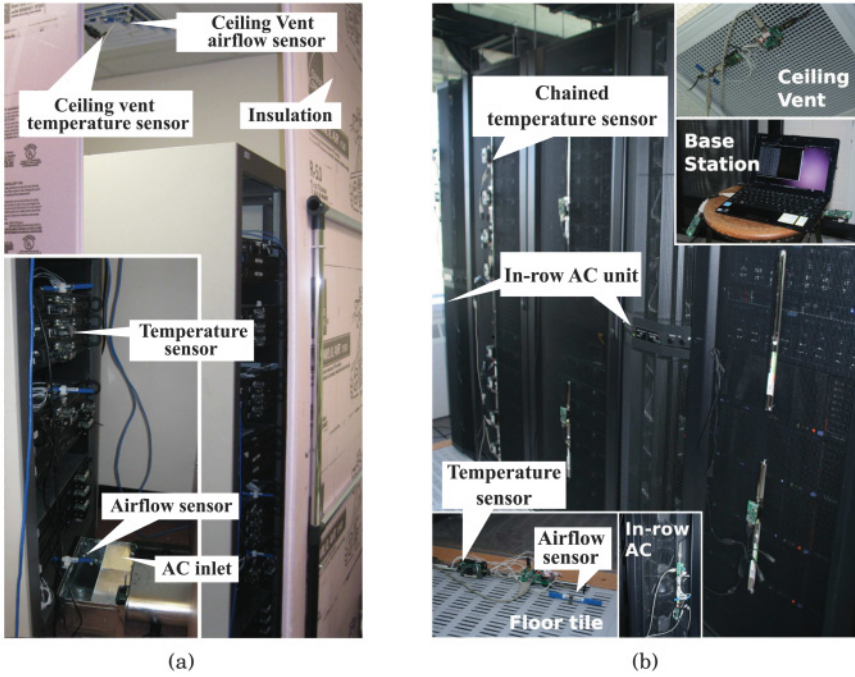 Ceiling Vent
airflow sensor
Ceiling vent
temperature sensor
Insulation
Temperature
sensor
Airflow sensor
AC inlet
(a)
Chained
temperature sensor
Ceiling
Vent
Base
Station
In-row AC unit
Temperature
sensor
Airflow
sensor
Floor tile
In-row
AC
(b)